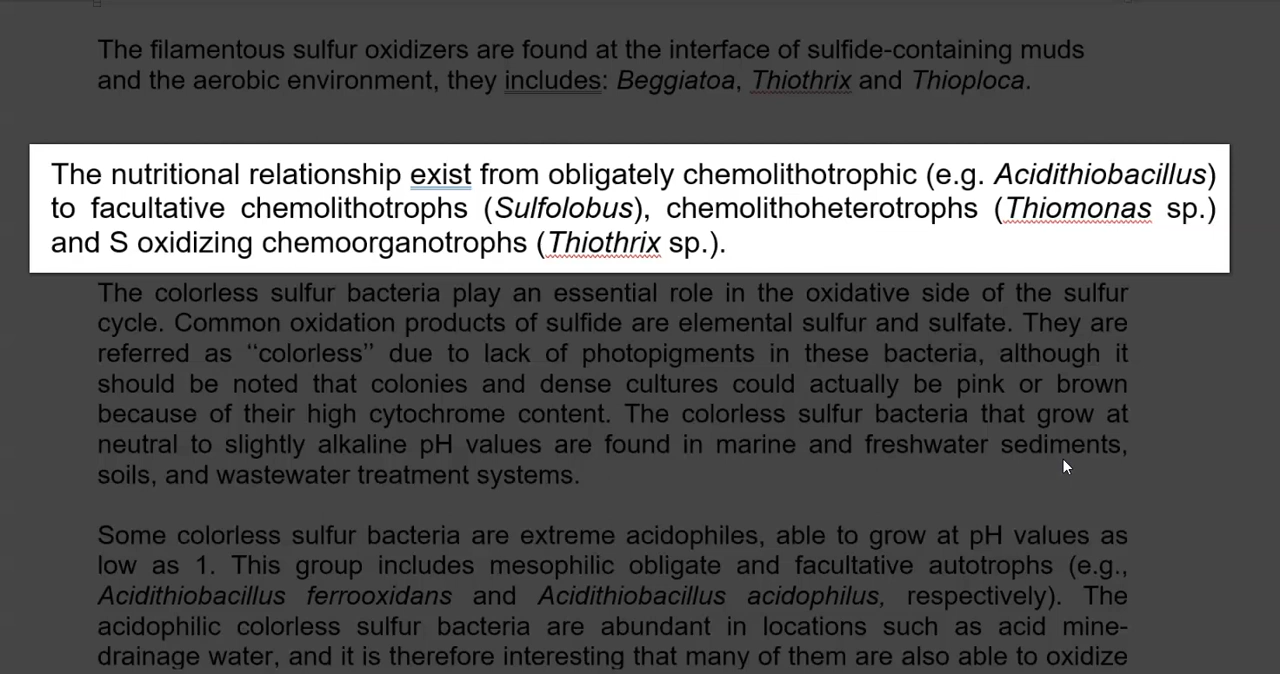 The filamentous sulfur oxidizers are found at the interface of sulfide-containing muds
and the aerobic environment, they includes: Beggiatoa, Thiothrix and Thioploca.
The nutritional relationship exist from obligately chemolithotrophic (e.g. Acidithiobacillus)
to facultative chemolithotrophs (Sulfolobus), chemolithoheterotrophs (Thiomonas sp.)
and S oxidizing chemoorganotrophs (Thiothrix sp.).
The colorless sulfur bacteria play an essential role in the oxidative side of the sulfur
cycle. Common oxidation products of sulfide are elemental sulfur and sulfate. They are
referred as ‘‘colorless’’ due to lack of photopigments in these bacteria, although it
should be noted that colonies and dense cultures could actually be pink or brown
because of their high cytochrome content. The colorless sulfur bacteria that grow at
neutral to slightly alkaline pH values are found in marine and freshwater sediments,
soils, and wastewater treatment systems.
Some colorless sulfur bacteria are extreme acidophiles, able to grow at pH values as
low as 1. This group includes mesophilic obligate and facultative autotrophs (e.g.,
Acidithiobacillus ferrooxidans and Acidithiobacillus acidophilus, respectively). The
acidophilic colorless sulfur bacteria are abundant in locations such as acid mine-
drainage water, and it is therefore interesting that many of them are also able to oxidize